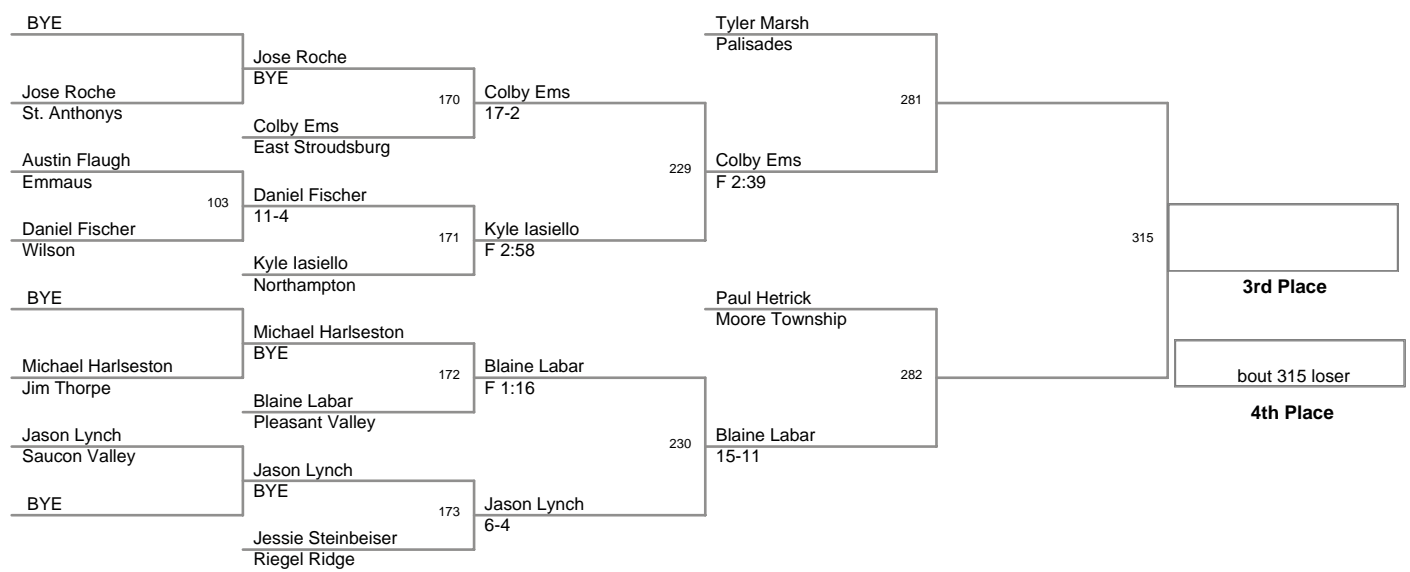 BYE
Jose Roche
St. Anthonys
Austin Flaugh
Emmaus
103
Daniel Fischer
Wilson
BYE
Michael Harlseston
Jim Thorpe
Jason Lynch
Saucon Valley
BYE
Jose Roche
BYE
170
Colby Ems
East Stroudsburg
Daniel Fischer
11-4
171
Kyle Iasiello
Northampton
Michael Harlseston
BYE
172
Blaine Labar
Pleasant Valley
Jason Lynch
BYE
173
Jessie Steinbeiser
Riegel Ridge
Colby Ems
17-2
229
Kyle Iasiello
F 2:58
Blaine Labar
F 1:16
230
Jason Lynch
6-4
Tyler Marsh
Palisades
281
Colby Ems
F 2:39
Paul Hetrick
Moore Township
282
Blaine Labar
15-11
315
3rd Place
bout 315 loser
4th Place